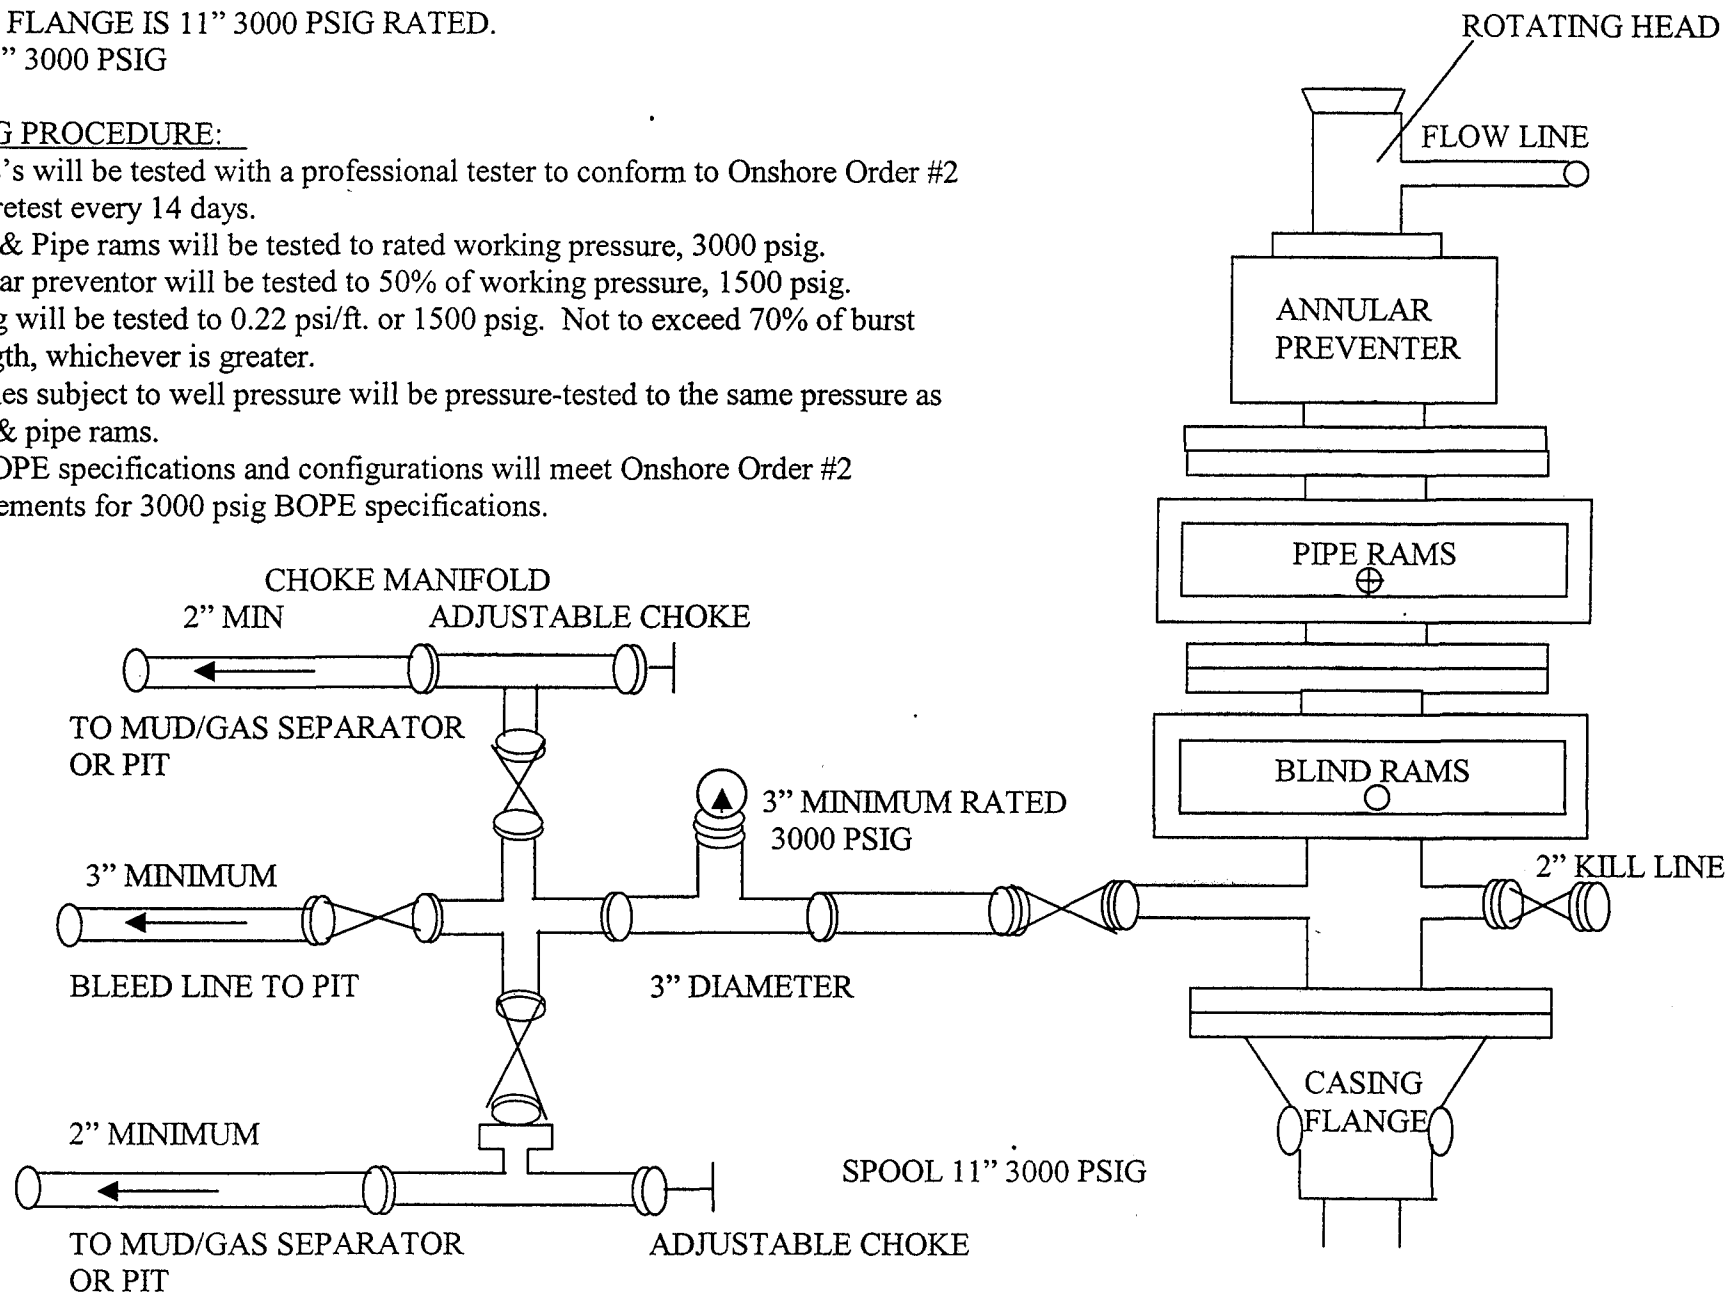 FLANGE IS 11” 3000 PSIG RATED.
” 3000 PSIG
G PROCEDURE:
’s will be tested with a professional tester to conform to Onshore Order #2
retest every 14 days.
& Pipe rams will be tested to rated working pressure, 3000 psig.
ar preventor will be tested to 50% of working pressure, 1500 psig.
g will be tested to 0.22 psi/ft. or 1500 psig.  Not to exceed 70% of burst
gth, whichever is greater.
es subject to well pressure will be pressure-tested to the same pressure as
& pipe rams.
OPE specifications and configurations will meet Onshore Order #2
ements for 3000 psig BOPE specifications.
ROTATING HEAD
FLOW LINE
ANNULAR
PREVENTER
PIPE RAMS
BLIND RAMS
2” KILL LINE
CASING
FLANGE
CHOKE MANIFOLD
2” MIN
ADJUSTABLE CHOKE
TO MUD/GAS SEPARATOR
OR PIT
3” MINIMUM RATED
3000 PSIG
3” MINIMUM
BLEED LINE TO PIT
3” DIAMETER
2” MINIMUM
SPOOL 11” 3000 PSIG
TO MUD/GAS SEPARATOR
OR PIT
ADJUSTABLE CHOKE